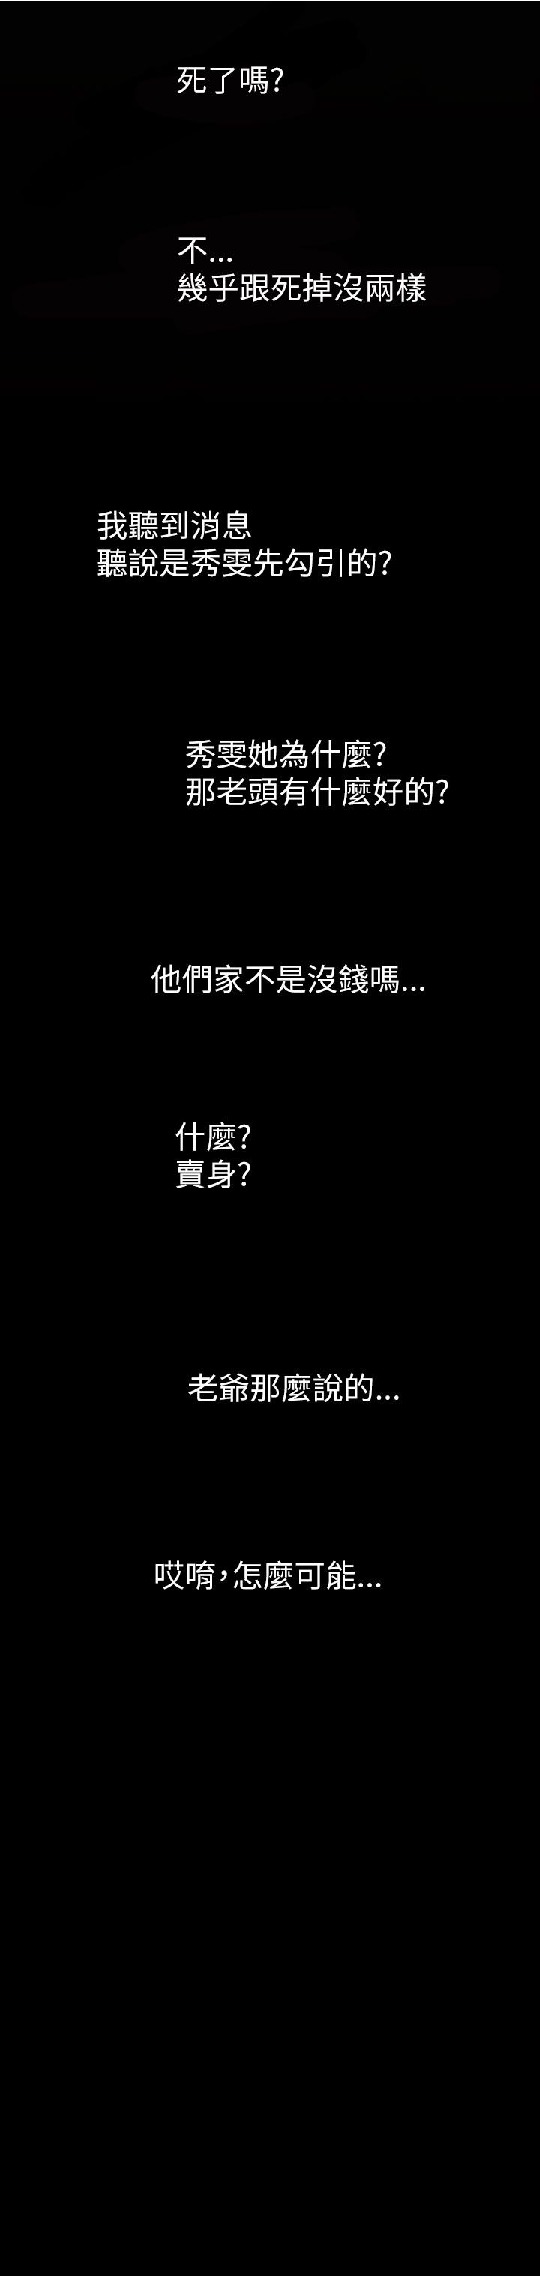 死了嗎?
不...
幾乎跟死掉沒兩樣
我聽到消息
聽說是秀雯先勾引的?
秀雯她為什麼?
那老頭有什麼好的?
他們家不是沒錢嗎...
什麼?
賣身?
老爺那麼說的...
哎唷,怎麼可能...